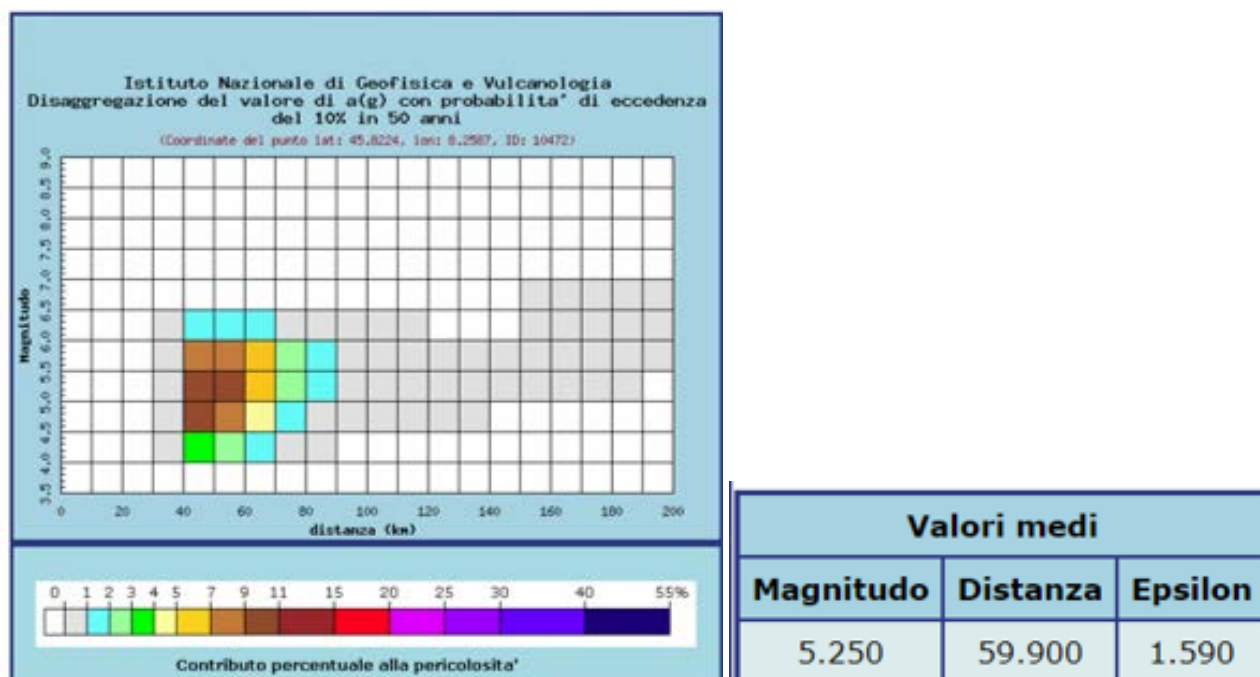 Istituto Nazionale di Geofisica e Vulcanologia
Disaggregazione del valore di a(g) con probabilita' di eccedenza
del 10% in 50 anni
(Coordinate del punto lat: 45.8224, lon: 8.2587, ID: 10472)
Magnitudo
9.0
8.5
8.0
7.5
7.0
6.5
6.0
5.5
5.0
4.5
4.0
3.5
0 20 40 60 80 100 120 140 160 180 200
distanza (km)
0 1 2 3 4 5 7 9 11 15 20 25 30 40 55%
Contributo percentuale alla pericolosita'
Valori medi
Magnitudo Distanza Epsilon
5.250 59.900 1.590